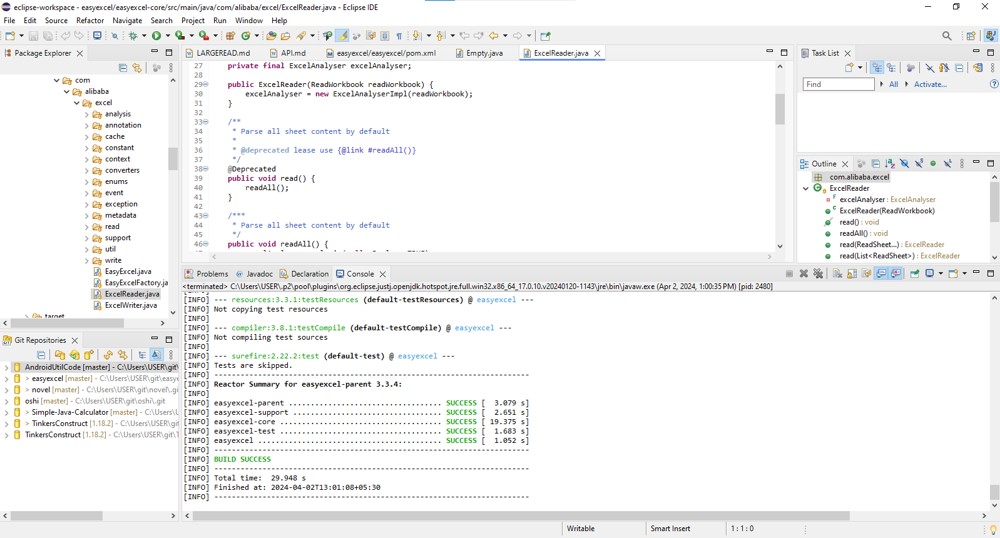 eclipse-workspace - easyexcel/easyexcel-core/src/main/java/com/alibaba/excel/ExcelReader.java - Eclipse IDE
File Edit Source Refactor Navigate Search Project Run Window Help
Package Explorer
com
alibaba
excel
analysis
annotation
cache
constant
context
converters
enums
event
exception
metadata
read
support
util
write
EasyExcel.java
EasyExcelFactory.ja
ExcelReader.java
ExcelWriter.java
target
Git Repositories
AndroidUtilCode [master] - C:\Users\USER\git\
> easyexcel [master] - C:\Users\USER\git\easye
> novel [master] - C:\Users\USER\git\novel\.gi
oshi [master] - C:\Users\USER\git\oshi\.git
> Simple-Java-Calculator [master] - C:\Users\U
> TinkersConstruct [1.18.2] - C:\Users\USER\git
TinkersConstruct [1.18.2] - C:\Users\USER\git\T
LARGEREAD.md API.md easyexcel/easyexcel/pom.xml Empty.java ExcelReader.java
27 private final ExcelAnalyser excelAnalyser;
28
29 public ExcelReader(ReadWorkbook readWorkbook) {
30 excelAnalyser = new ExcelAnalyserImpl(readWorkbook);
31 }
32
33 /**
34 * Parse all sheet content by default
35 *
36 * @deprecated lease use {@link #readAll()}
37 */
38 @Deprecated
39 public void read() {
40 readAll();
41 }
42
43 /***
44 * Parse all sheet content by default
45 */
46 public void readAll() {
Task List
Find All Activate...
Outline
com.alibaba.excel
ExcelReader
excelAnalyser : ExcelAnalyser
ExcelReader(ReadWorkbook)
read() : void
readAll() : void
read(ReadSheet...) : ExcelReader
read(List<ReadSheet>) : ExcelReader
Problems Javadoc Declaration Console
<terminated> C:\Users\USER\.p2\pool\plugins\org.eclipse.justj.openjdk.hotspot.jre.full.win32.x86_64_17.0.10.v20240120-1143\jre\bin\javaw.exe (Apr 2, 2024, 1:00:35 PM) [pid: 2480]
[INFO]
[INFO] --- resources:3.3.1:testResources (default-testResources) @ easyexcel ---
[INFO] Not copying test resources
[INFO]
[INFO] --- compiler:3.8.1:testCompile (default-testCompile) @ easyexcel ---
[INFO] Not compiling test sources
[INFO]
[INFO] --- surefire:2.22.2:test (default-test) @ easyexcel ---
[INFO] Tests are skipped.
[INFO] ------------------------------------------------------------------------
[INFO] Reactor Summary for easyexcel-parent 3.3.4:
[INFO]
[INFO] easyexcel-parent ................................... SUCCESS [  3.079 s]
[INFO] easyexcel-support .................................. SUCCESS [  2.651 s]
[INFO] easyexcel-core ..................................... SUCCESS [ 19.375 s]
[INFO] easyexcel-test ..................................... SUCCESS [  1.683 s]
[INFO] easyexcel .......................................... SUCCESS [  1.052 s]
[INFO] ------------------------------------------------------------------------
[INFO] BUILD SUCCESS
[INFO] ------------------------------------------------------------------------
[INFO] Total time:  29.948 s
[INFO] Finished at: 2024-04-02T13:01:08+05:30
[INFO] ------------------------------------------------------------------------
Writable Smart Insert 1 : 1 : 0